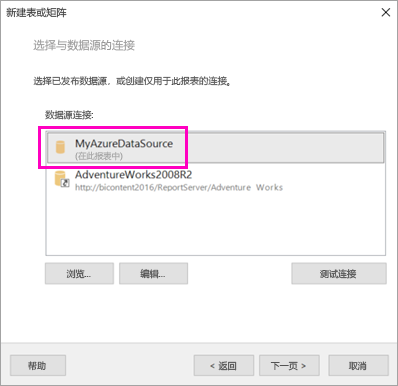 新建表或矩阵
选择与数据源的连接
选择已发布数据源，或创建仅用于此报表的连接。
数据源连接:
MyAzureDataSource
(在此报表中)
AdventureWorks2008R2
http://bicontent2016/ReportServer/Adventure Works
浏览... 编辑... 测试连接
帮助 < 返回 下一页 > 取消